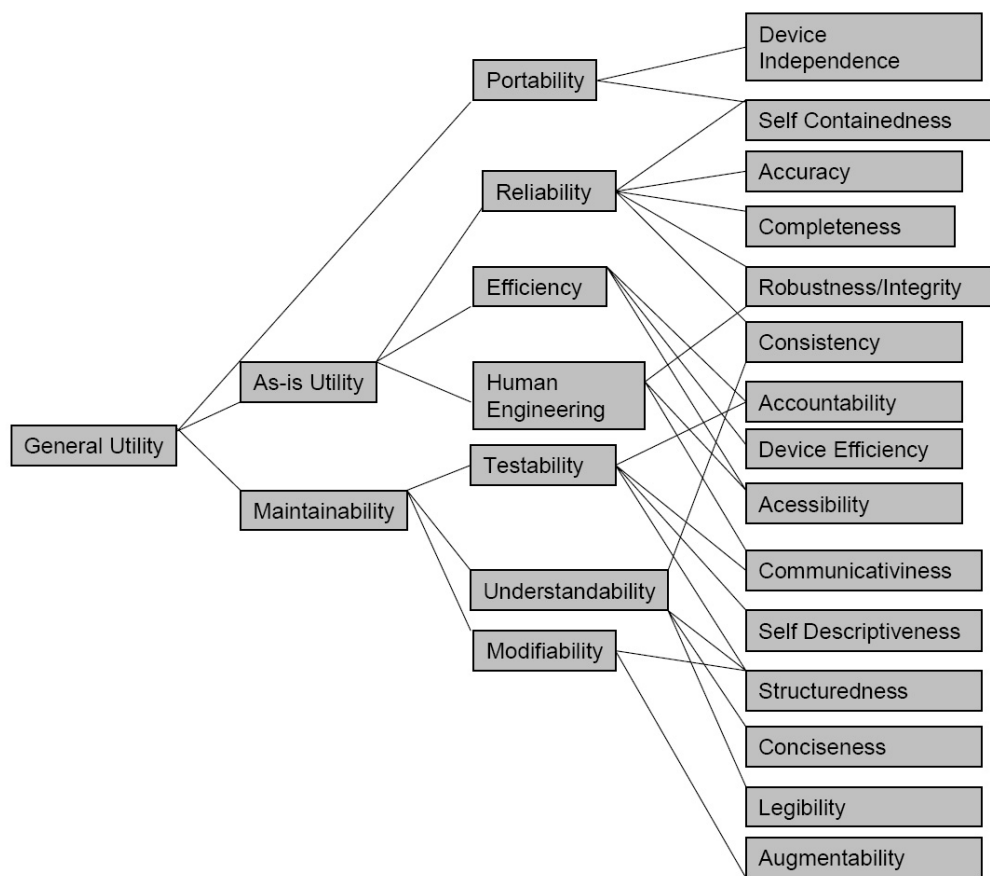 General Utility
As-is Utility
Maintainability
Portability
Reliability
Efficiency
Human
Engineering
Testability
Understandability
Modifiability
Device
Independence
Self Containedness
Accuracy
Completeness
Robustness/Integrity
Consistency
Accountability
Device Efficiency
Acessibility
Communicativiness
Self Descriptiveness
Structuredness
Conciseness
Legibility
Augmentability